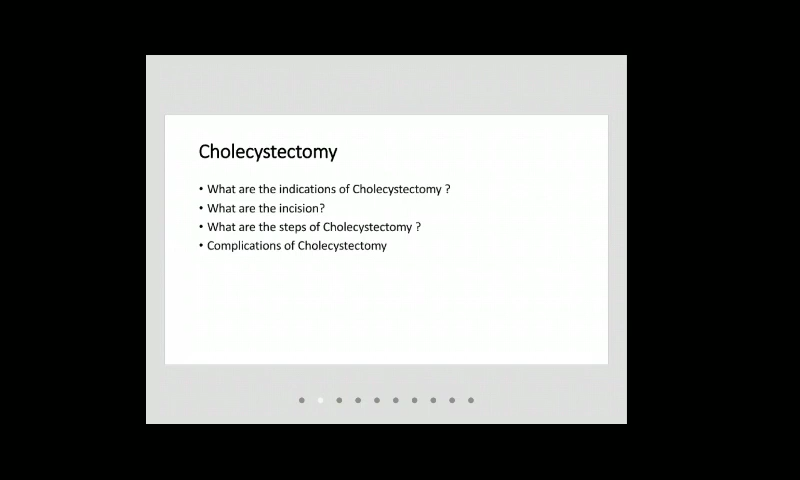 Cholecystectomy
• What are the indications of Cholecystectomy ?
• What are the incision?
• What are the steps of Cholecystectomy ?
• Complications of Cholecystectomy